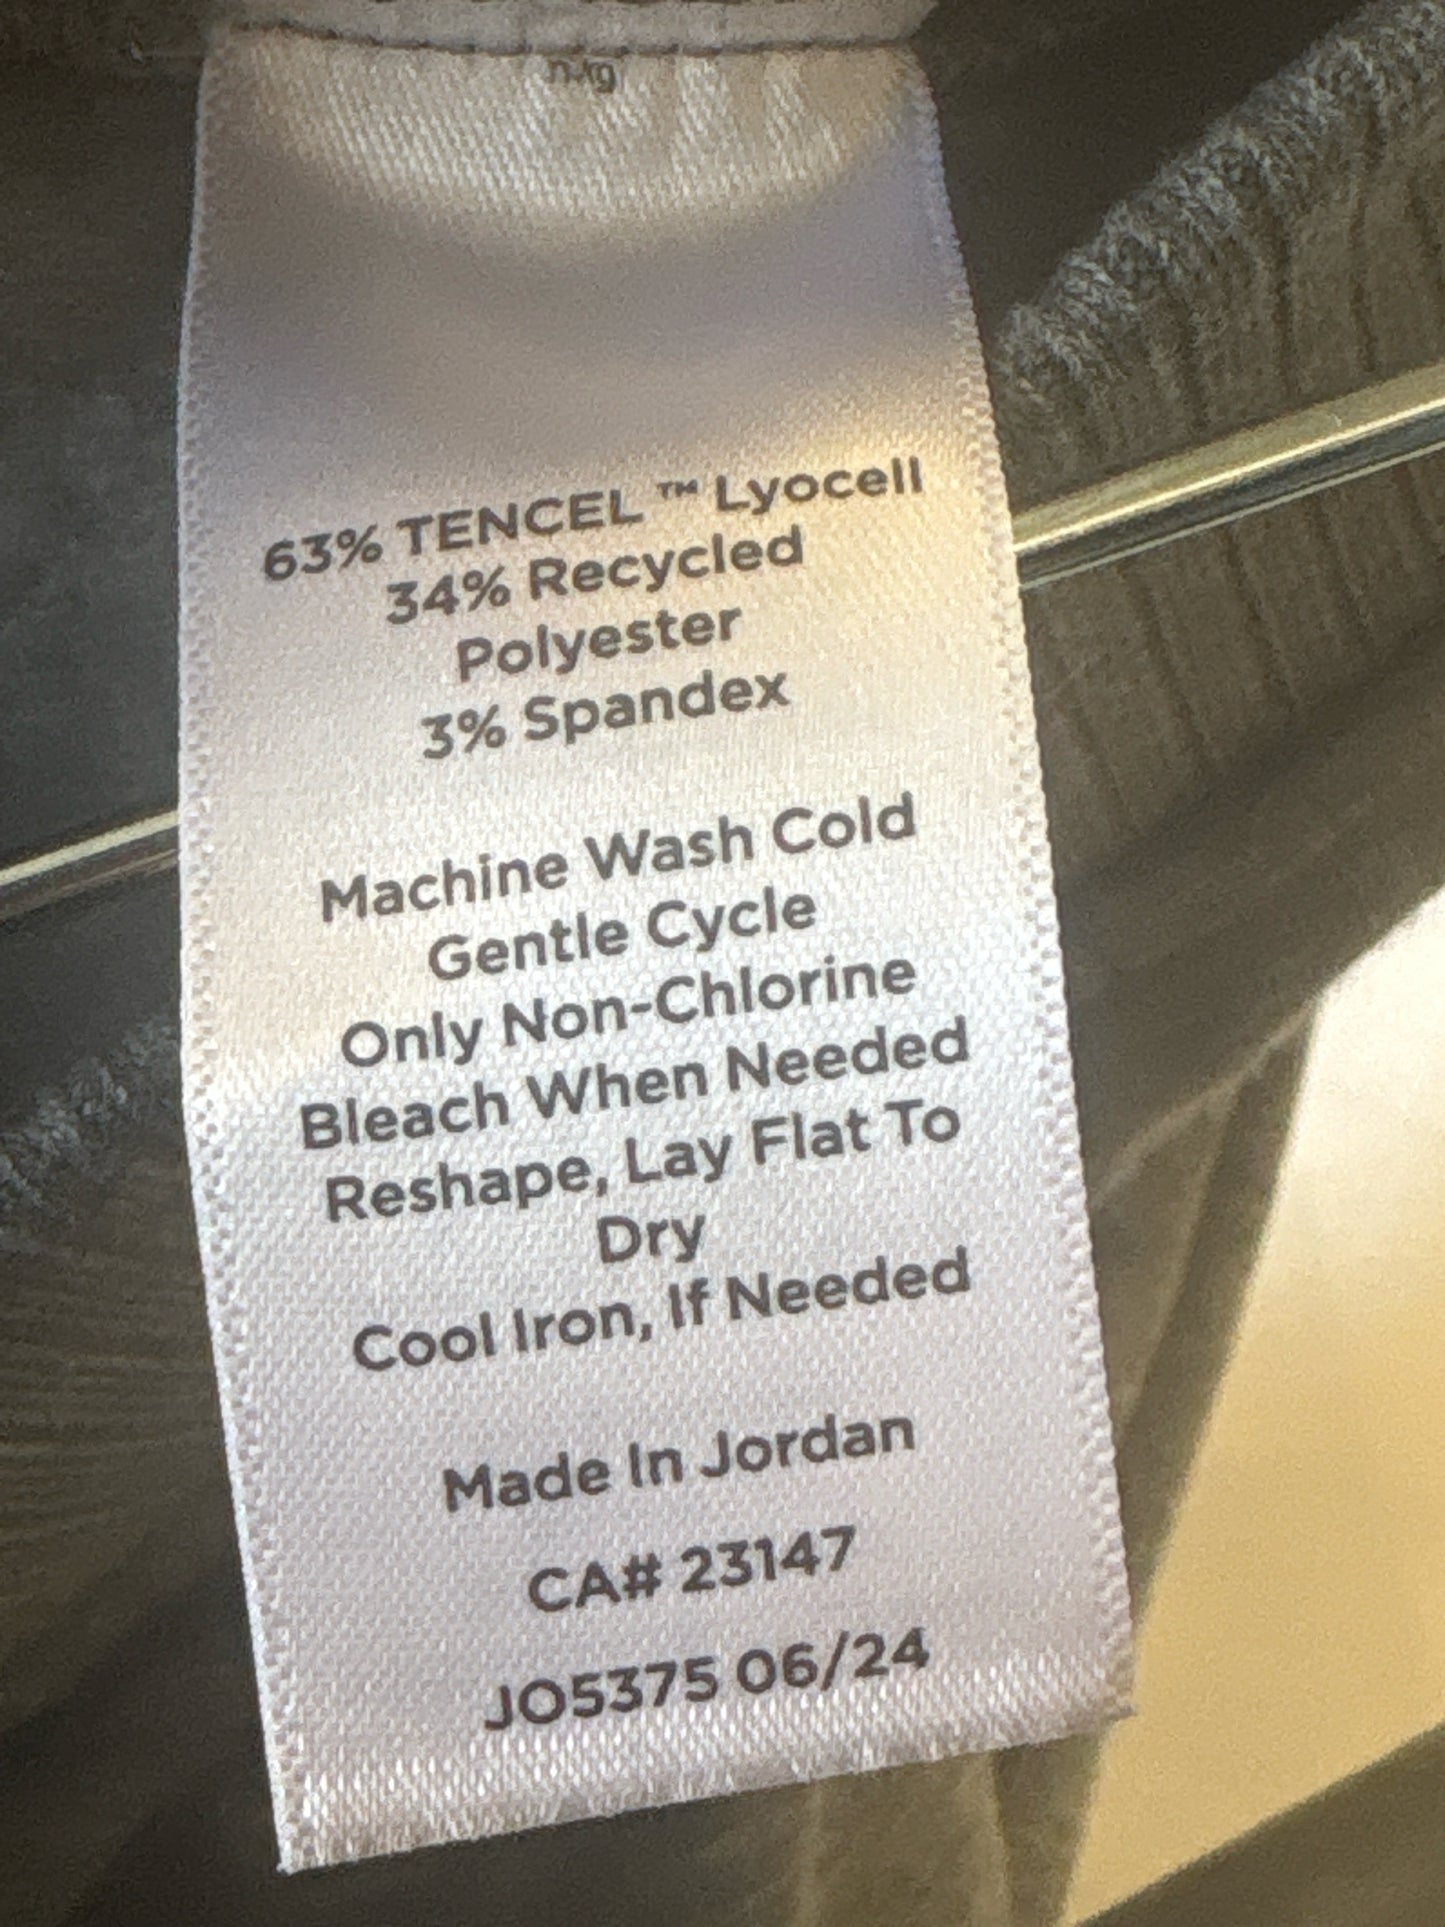 63% TENCEL ™ Lyocell
34% Recycled
Polyester
3% Spandex
Machine Wash Cold
Gentle Cycle
Only Non-Chlorine
Bleach When Needed
Reshape, Lay Flat To
Dry
Cool Iron, If Needed
Made In Jordan
CA# 23147
JO5375 06/24